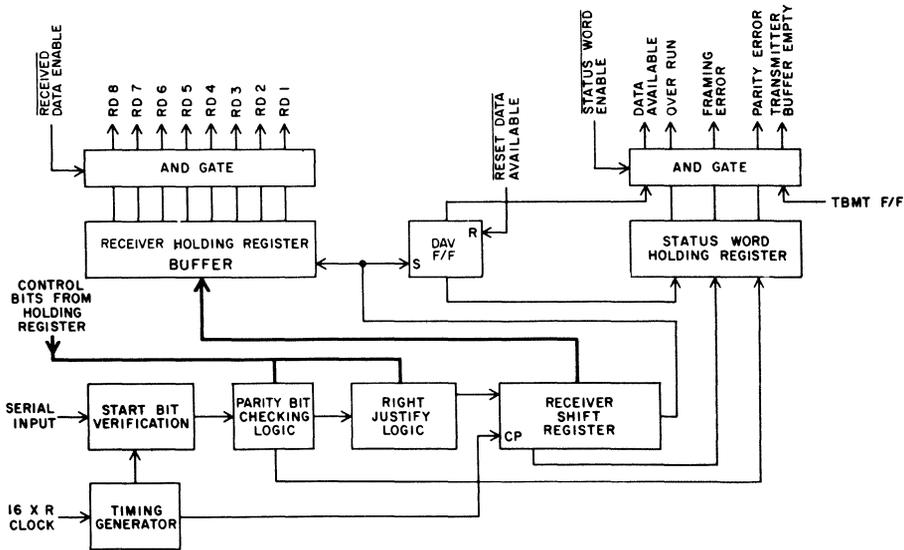 RECEIVED
DATA ENABLE
RD 8
RD 7
RD 6
RD 5
RD 4
RD 3
RD 2
RD 1
STATUS WORD
ENABLE
DATA
AVAILABLE
OVER RUN
FRAMING
ERROR
PARITY ERROR
TRANSMITTER
BUFFER EMPTY
AND GATE
RESET DATA
AVAILABLE
AND GATE
TBMT F/F
RECEIVER HOLDING REGISTER
BUFFER
R
DAV
F/F
S
STATUS WORD
HOLDING REGISTER
CONTROL
BITS FROM
HOLDING
REGISTER
SERIAL
INPUT
START BIT
VERIFICATION
PARITY BIT
CHECKING
LOGIC
RIGHT
JUSTIFY
LOGIC
RECEIVER
SHIFT
REGISTER
CP
16 X R
CLOCK
TIMING
GENERATOR